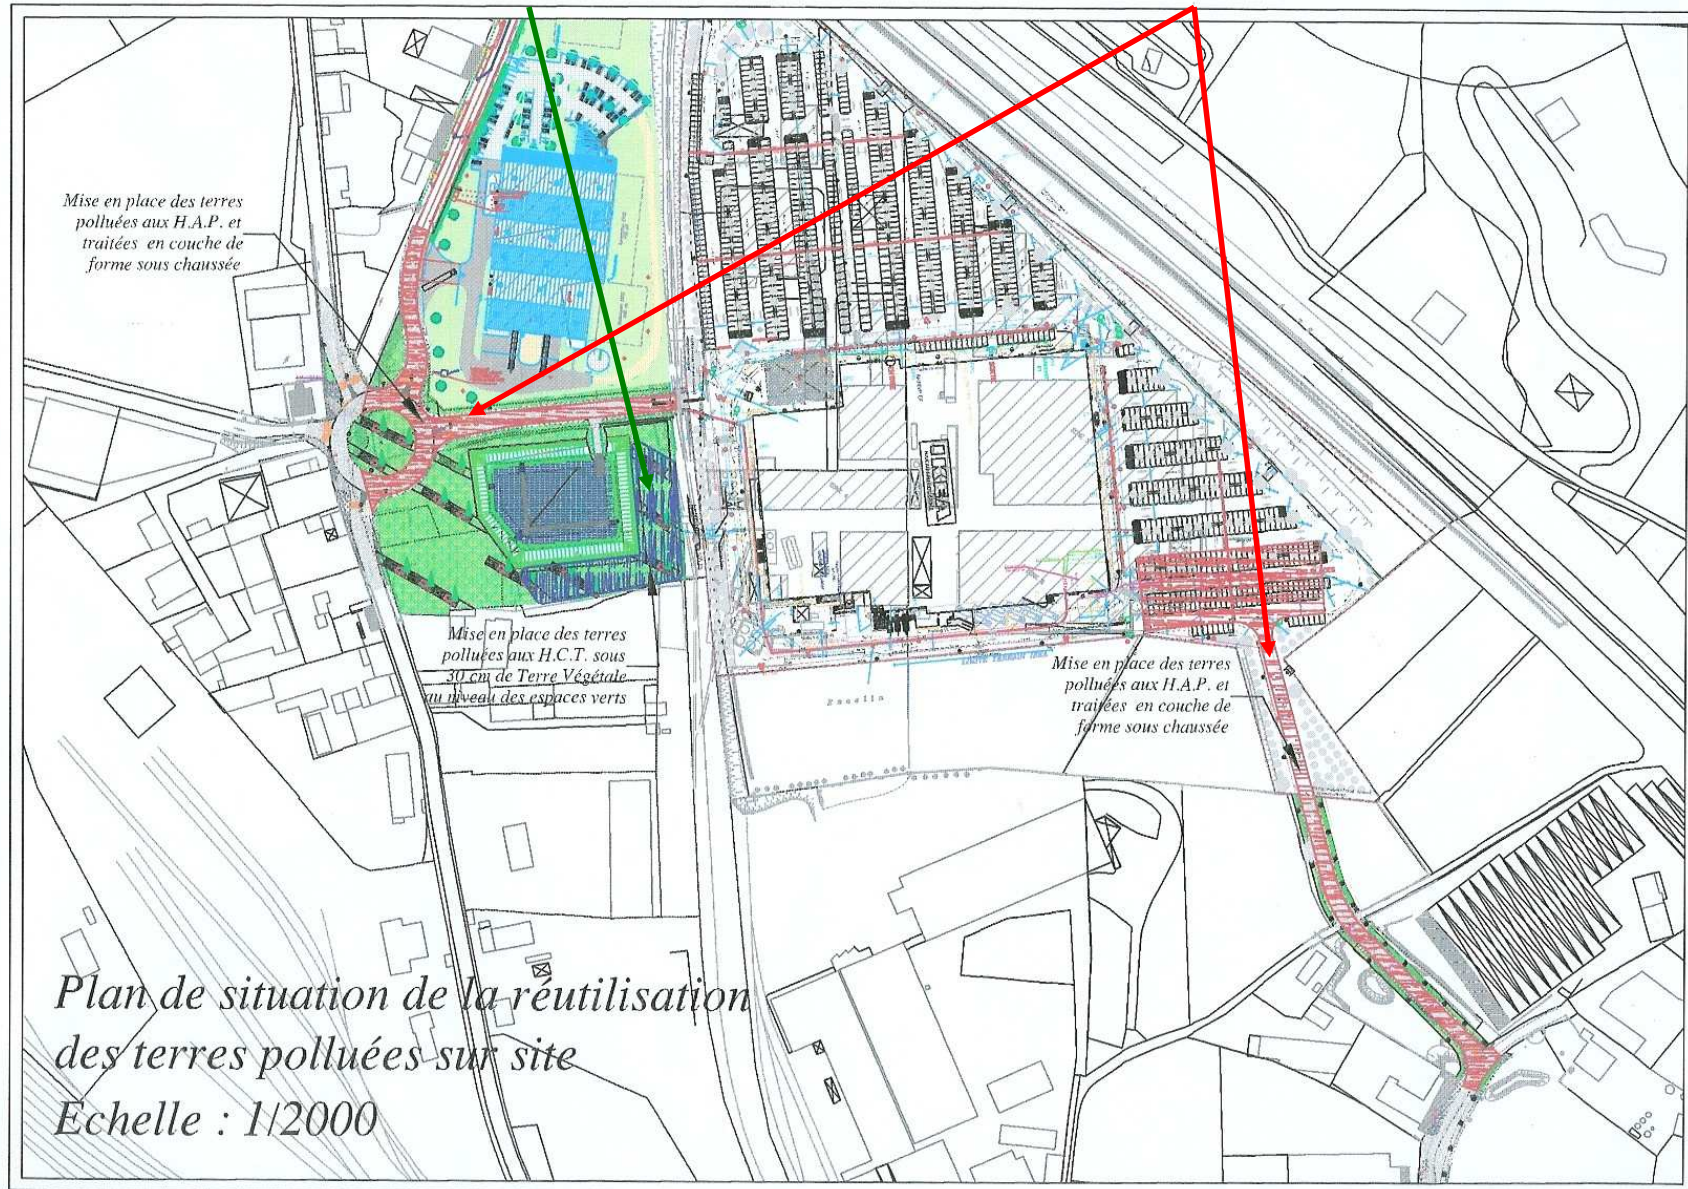 Mise en place des terres
polluées aux H.A.P. et
traitées en couche de
forme sous chaussée
Mise en place des terres
polluées aux H.C.T. sous
30 cm de Terre Végétale
au niveau des espaces verts
Mise en place des terres
polluées aux H.A.P. et
traitées en couche de
forme sous chaussée
Plan de situation de la réutilisation
des terres polluées sur site
Echelle : 1/2000